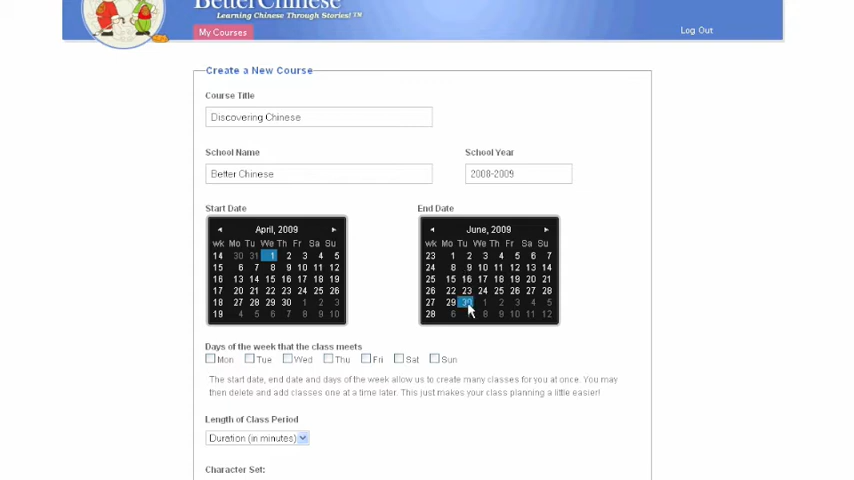 BetterChinese
Learning Chinese Through Stories!™
My Courses
Log Out
Create a New Course
Course Title
Discovering Chinese
School Name
School Year
Better Chinese
2008-2009
Start Date
End Date
◄ April, 2009 ►
wk Mo Tu We Th Fr Sa Su
14 30 31 1 2 3 4 5
15 6 7 8 9 10 11 12
16 13 14 15 16 17 18 19
17 20 21 22 23 24 25 26
18 27 28 29 30 1 2 3
19 4 5 6 7 8 9 10
◄ June, 2009 ►
wk Mo Tu We Th Fr Sa Su
23 1 2 3 4 5 6 7
24 8 9 10 11 12 13 14
25 15 16 17 18 19 20 21
26 22 23 24 25 26 27 28
27 29 30 1 2 3 4 5
28 6 8 9 10 11 12
Days of the week that the class meets
Mon Tue Wed Thu Fri Sat Sun
The start date, end date and days of the week allow us to create many classes for you at once. You may
then delete and add classes one at a time later. This just makes your class planning a little easier!
Length of Class Period
Duration (in minutes)
Character Set: